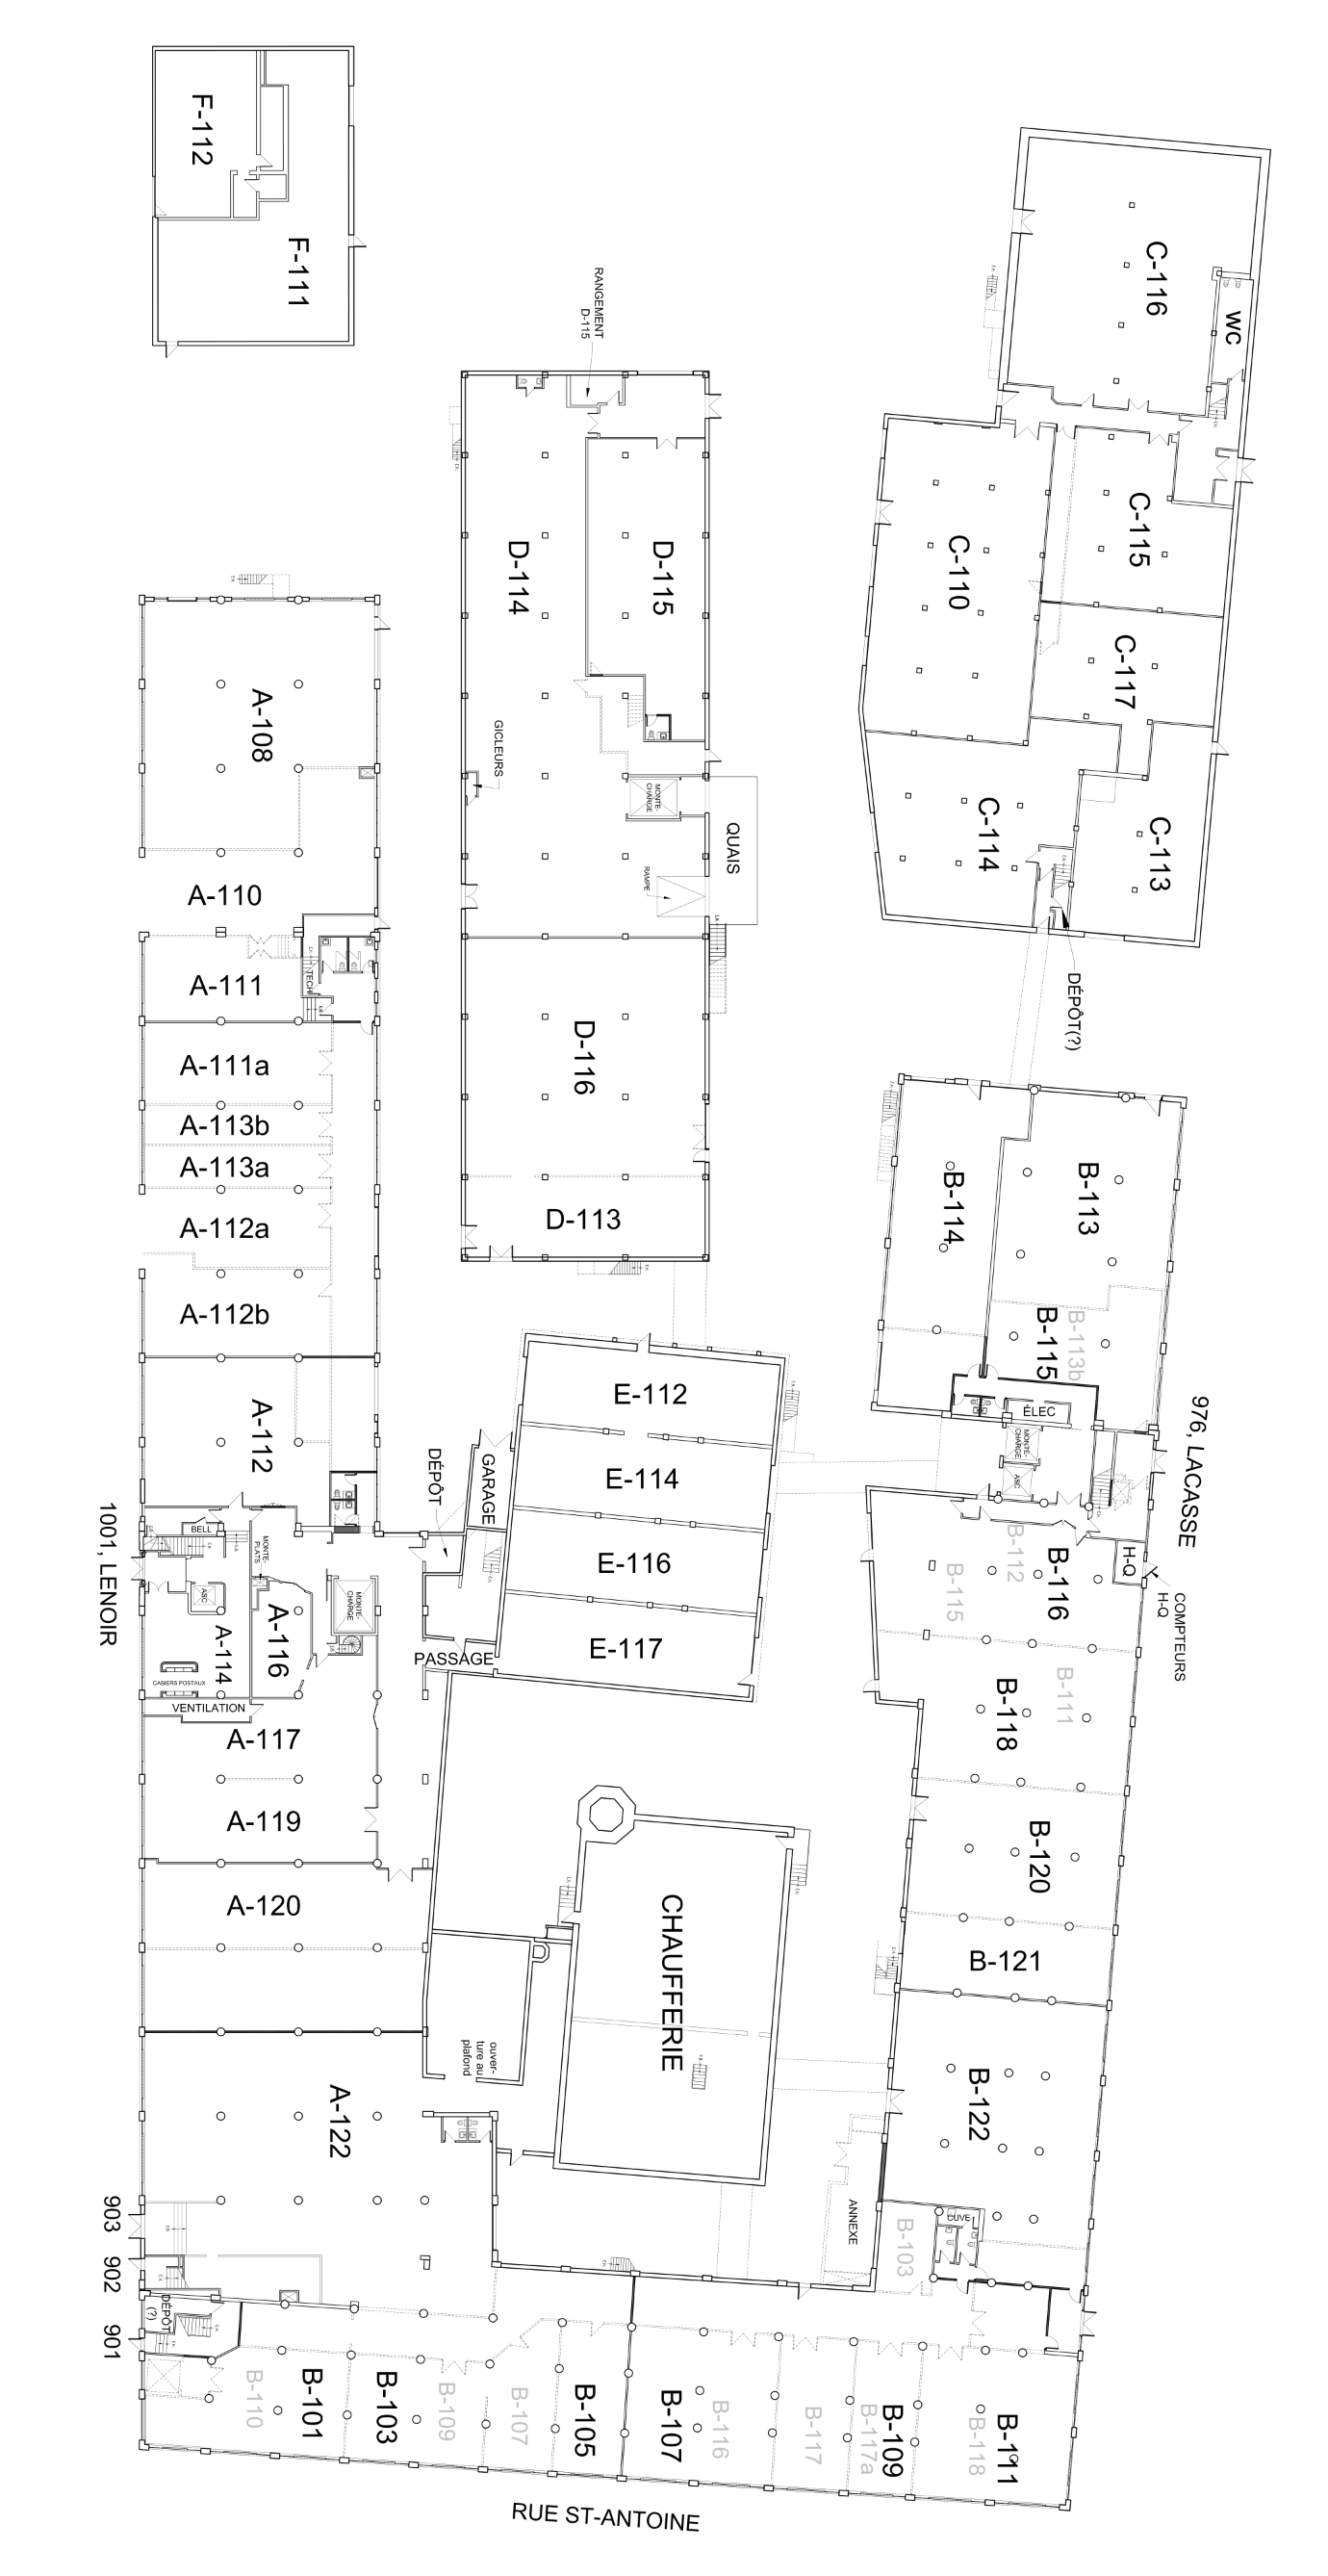 F-112
F-111
C-116
WC
RANGEMENT
D-115
C-115
C-110
D-114
D-115
C-117
A-108
GICLEURS
MONTE-
CHARGE
QUAIS
C-114
C-113
RAMPE
A-110
A-111
TECH
DÉPÔT(?)
D-116
A-111a
A-113b
A-113a
B-113
B-114
A-112a
D-113
A-112b
B-115
B-113b
E-112
ÉLEC
976, LACASSE
A-112
MONTE-
CHARGE
ASC
DÉPÔT
GARAGE
E-114
1001, LENOIR
BELL
MONTE-
PLATS
ASC
MONTE-
CHARGE
E-116
B-112
B-115
B-116
H-Q
COMPTEURS
H-Q
A-114
A-116
CASIERS POSTAUX
PASSAGE
E-117
VENTILATION
A-117
B-111
B-118
A-119
B-120
A-120
CHAUFFERIE
B-121
ouver-
ture au
plafond
A-122
B-122
903
902
901
ANNEXE
B-103
CUVE
DÉPÔT
(?)
B-110
B-101
B-103
B-109
B-107
B-105
B-107
B-116
B-117
B-117a
B-109
B-118
B-111
RUE ST-ANTOINE